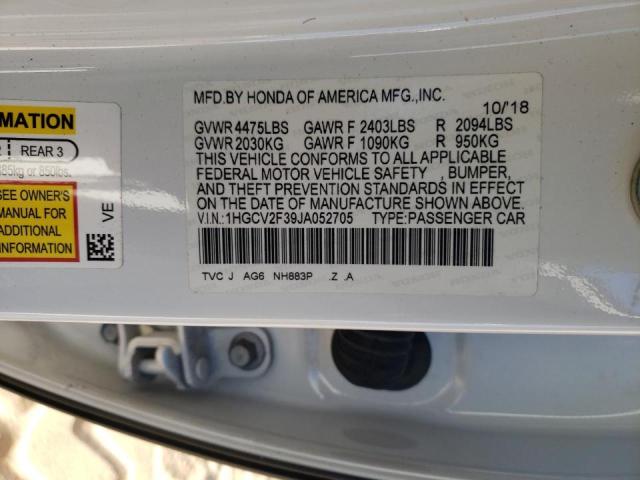 MFD.BY HONDA OF AMERICA MFG.,INC.
10/'18
GVWR 4475LBS GAWR F 2403LBS R 2094LBS
GVWR 2030KG GAWR F 1090KG R 950KG
THIS VEHICLE CONFORMS TO ALL APPLICABLE
FEDERAL MOTOR VEHICLE SAFETY , BUMPER,
AND THEFT PREVENTION STANDARDS IN EFFECT
ON THE DATE OF MANUFACTURE SHOWN ABOVE.
V.I.N.:1HGCV2F39JA052705 TYPE:PASSENGER CAR
TVC J AG6 NH883P .Z .A
REAR 3
850lbs.
SEE OWNER'S
MANUAL FOR
ADDITIONAL
INFORMATION
VE